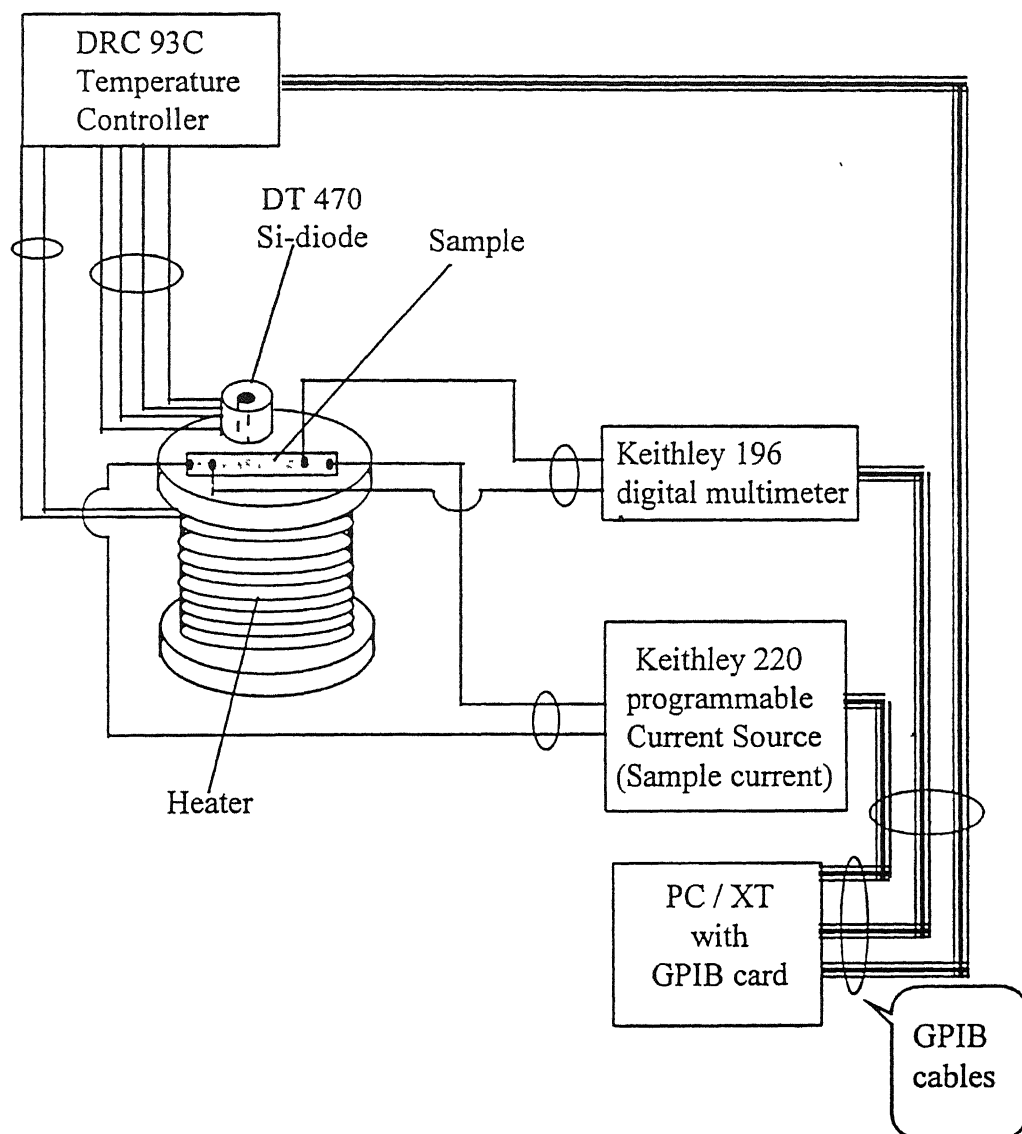 DRC 93C
Temperature
Controller
DT 470
Si-diode
Sample
Keithley 196
digital multimeter
Keithley 220
programmable
Current Source
(Sample current)
Heater
PC / XT
with
GPIB card
GPIB
cables